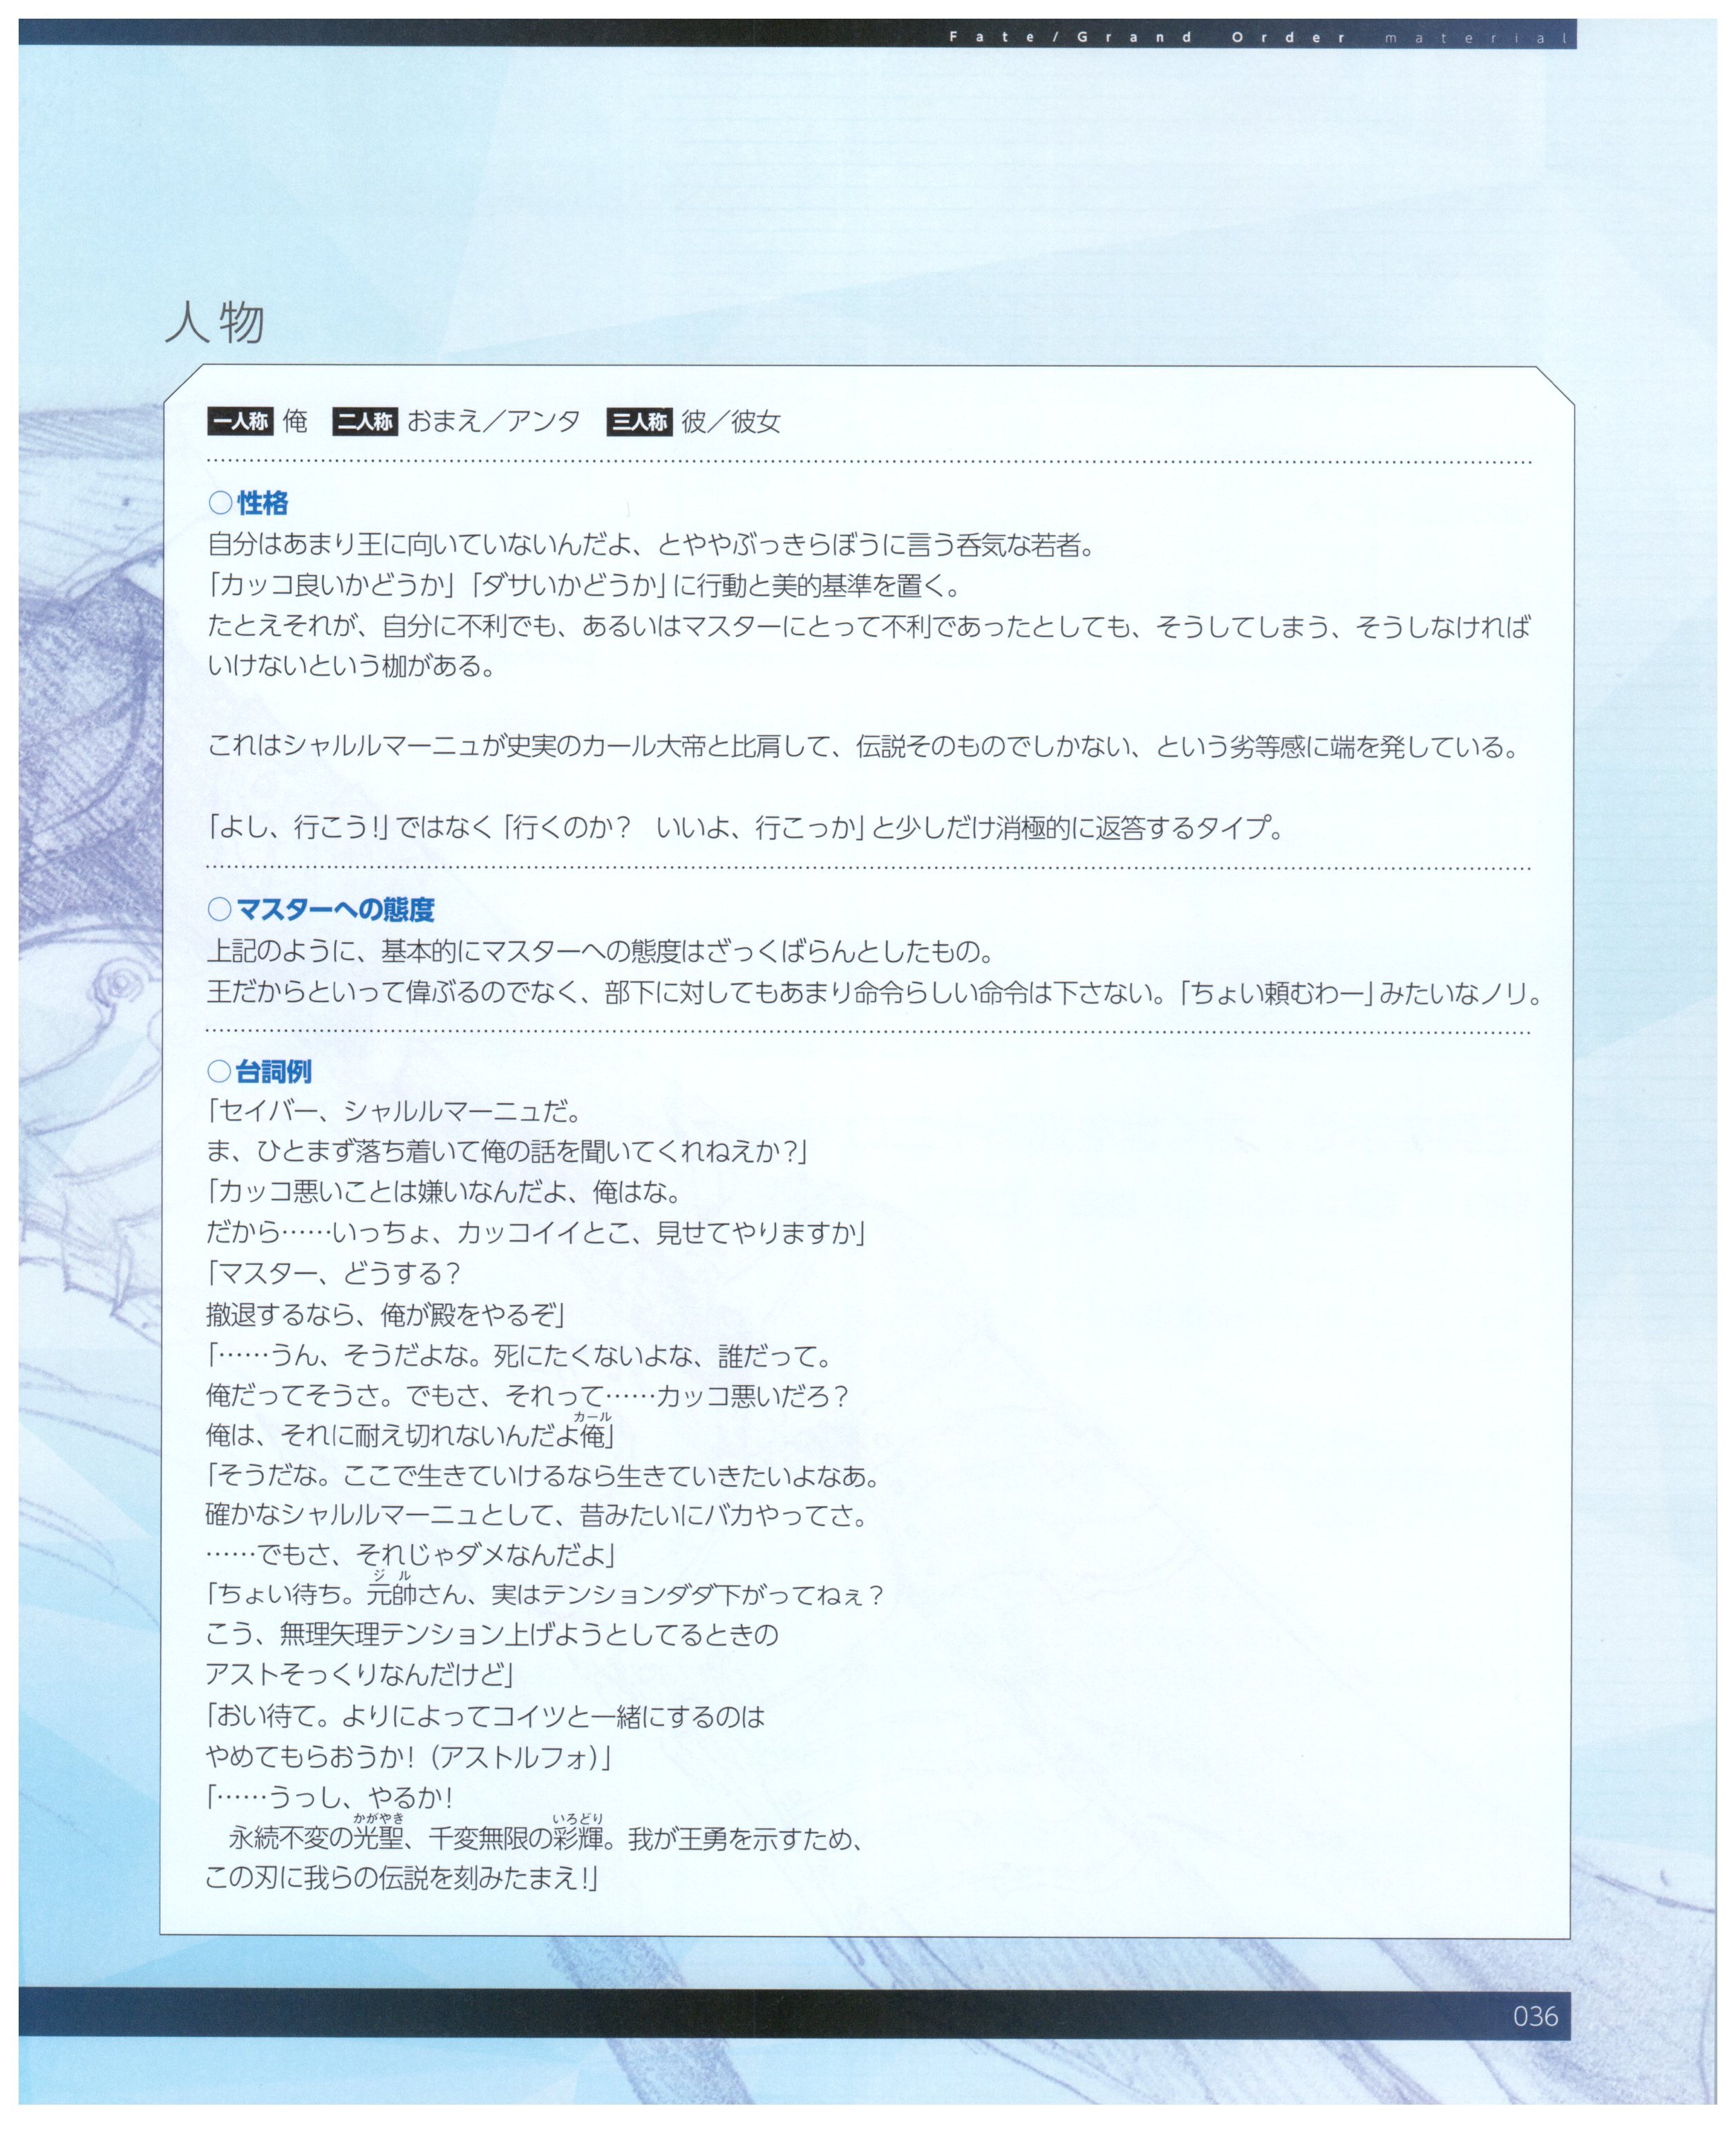 Fate/Grand Order material
人物
一人称 俺 二人称 おまえ／アンタ 三人称 彼／彼女
○性格
自分はあまり王に向いていないんだよ、とややぶっきらぼうに言う呑気な若者。
「カッコ良いかどうか」「ダサいかどうか」に行動と美的基準を置く。
たとえそれが、自分に不利でも、あるいはマスターにとって不利であったとしても、そうしてしまう、そうしなければ
いけないという枷がある。
これはシャルルマーニュが史実のカール大帝と比肩して、伝説そのものでしかない、という劣等感に端を発している。
「よし、行こう！」ではなく「行くのか？　いいよ、行こっか」と少しだけ消極的に返答するタイプ。
○マスターへの態度
上記のように、基本的にマスターへの態度はざっくばらんとしたもの。
王だからといって偉ぶるのでなく、部下に対してもあまり命令らしい命令は下さない。「ちょい頼むわー」みたいなノリ。
○台詞例
「セイバー、シャルルマーニュだ。
ま、ひとまず落ち着いて俺の話を聞いてくれねえか？」
「カッコ悪いことは嫌いなんだよ、俺はな。
だから……いっちょ、カッコイイとこ、見せてやりますか」
「マスター、どうする？
撤退するなら、俺が殿をやるぞ」
「……うん、そうだよな。死にたくないよな、誰だって。
俺だってそうさ。でもさ、それって……カッコ悪いだろ？
カール
俺は、それに耐え切れないんだよ俺」
「そうだな。ここで生きていけるなら生きていきたいよなあ。
確かなシャルルマーニュとして、昔みたいにバカやってさ。
……でもさ、それじゃダメなんだよ」
ジル
「ちょい待ち。元帥さん、実はテンションダダ下がってねぇ？
こう、無理矢理テンション上げようとしてるときの
アストそっくりなんだけど」
「おい待て。よりによってコイツと一緒にするのは
やめてもらおうか！（アストルフォ）」
「……うっし、やるか！
かがやき いろどり
永続不変の光聖、千変無限の彩輝。我が王勇を示すため、
この刃に我らの伝説を刻みたまえ！」
036